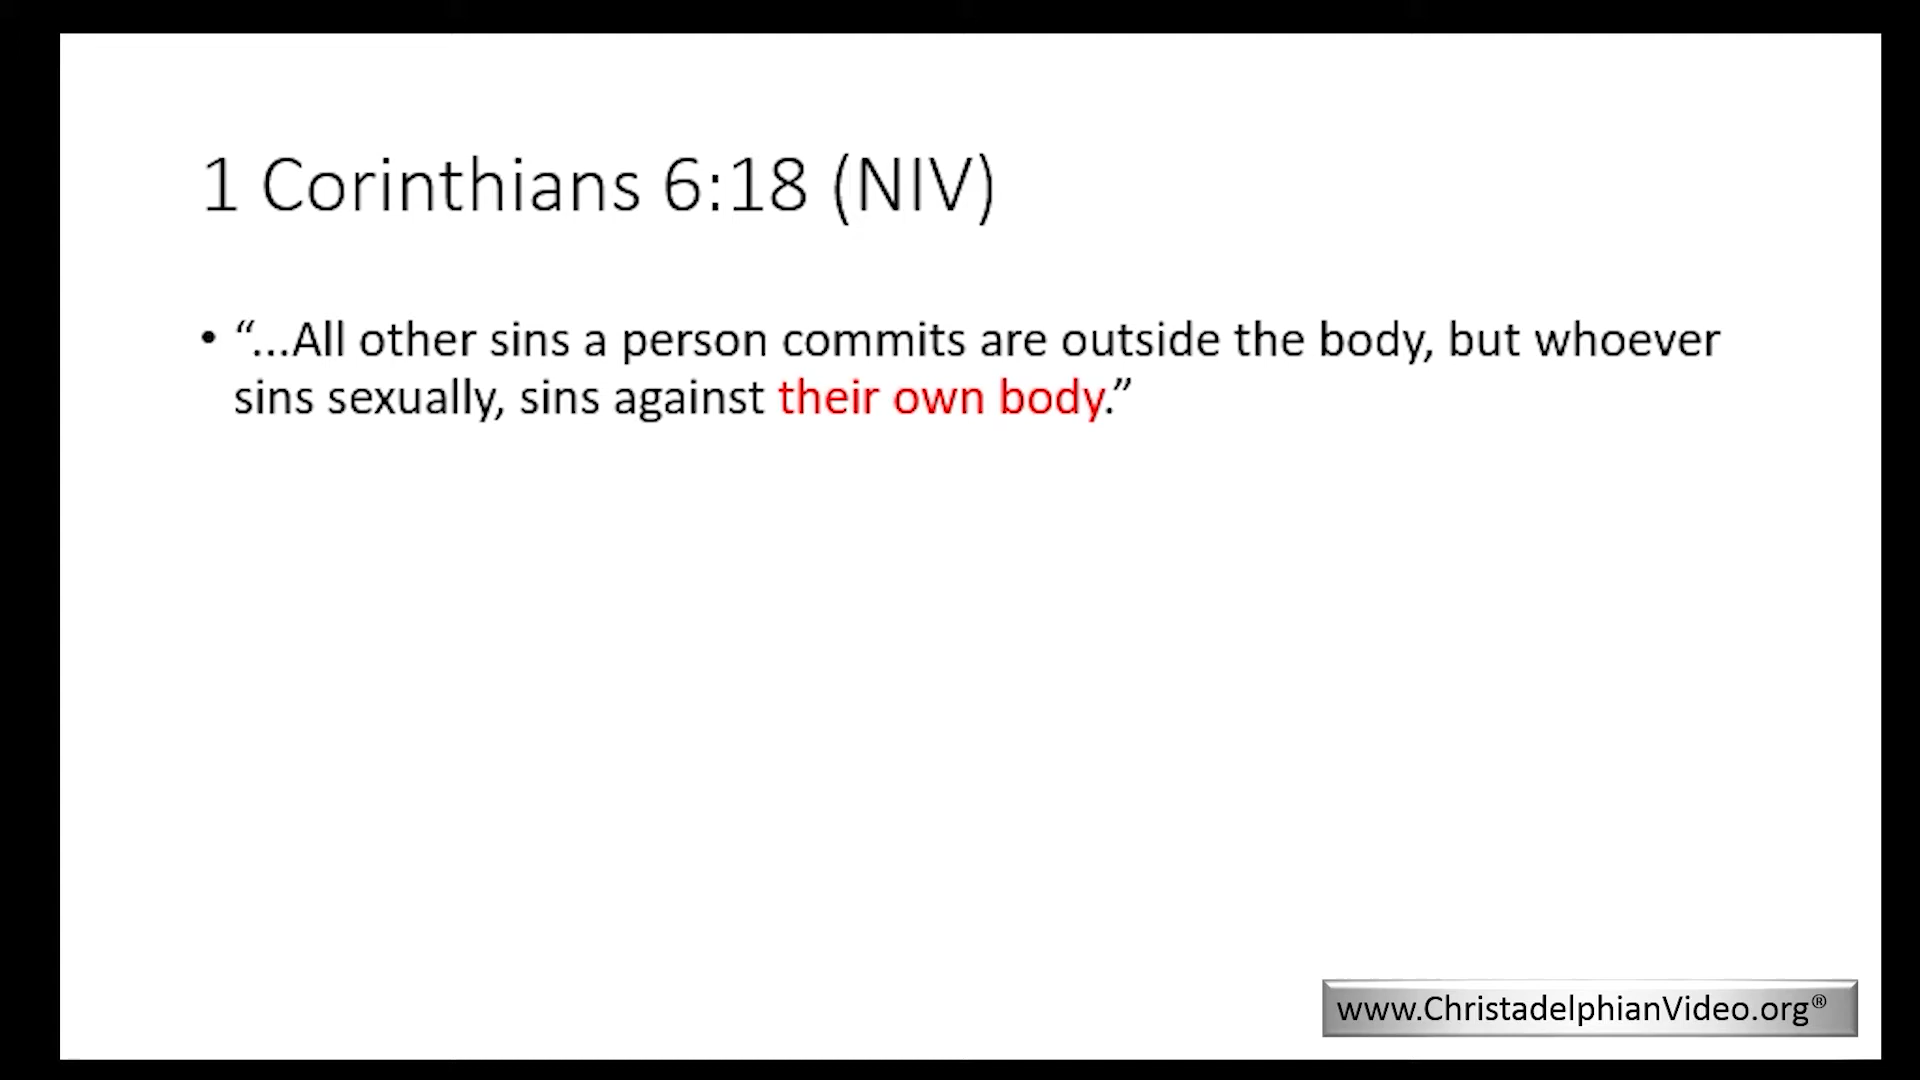 1 Corinthians 6:18 (NIV)
• “...All other sins a person commits are outside the body, but whoever
sins sexually, sins against their own body.”
www.ChristadelphianVideo.org®